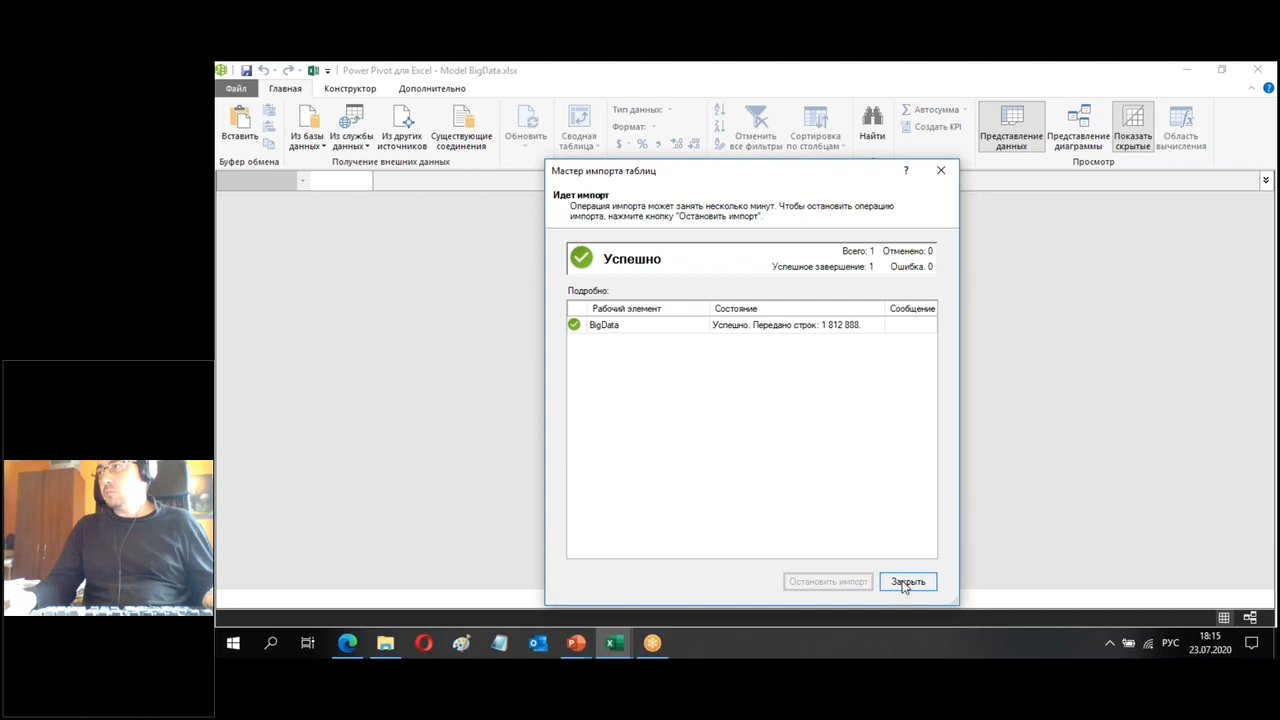 Power Pivot для Excel - Model BigData.xlsx
Файл Главная Конструктор Дополнительно
Вставить
Из базы данных
Из службы данных
Из других источников
Существующие соединения
Обновить
Сводная таблица
Тип данных:
Формат:
$ % ,
Отменить все фильтры
Сортировка по столбцам
Найти
Автосумма
Создать KPI
Представление данных
Представление диаграммы
Показать скрытые
Область вычисления
Буфер обмена
Получение внешних данных
Просмотр
Мастер импорта таблиц
?
Идет импорт
Операция импорта может занять несколько минут. Чтобы остановить операцию
импорта, нажмите кнопку "Остановить импорт".
Успешно
Всего: 1 Отменено: 0
Успешное завершение: 1 Ошибка. 0
Подробно:
Рабочий элемент Состояние Сообщение
BigData Успешно. Передано строк: 1 812 888.
Остановить импорт Закрыть
РУС
18:15
23.07.2020